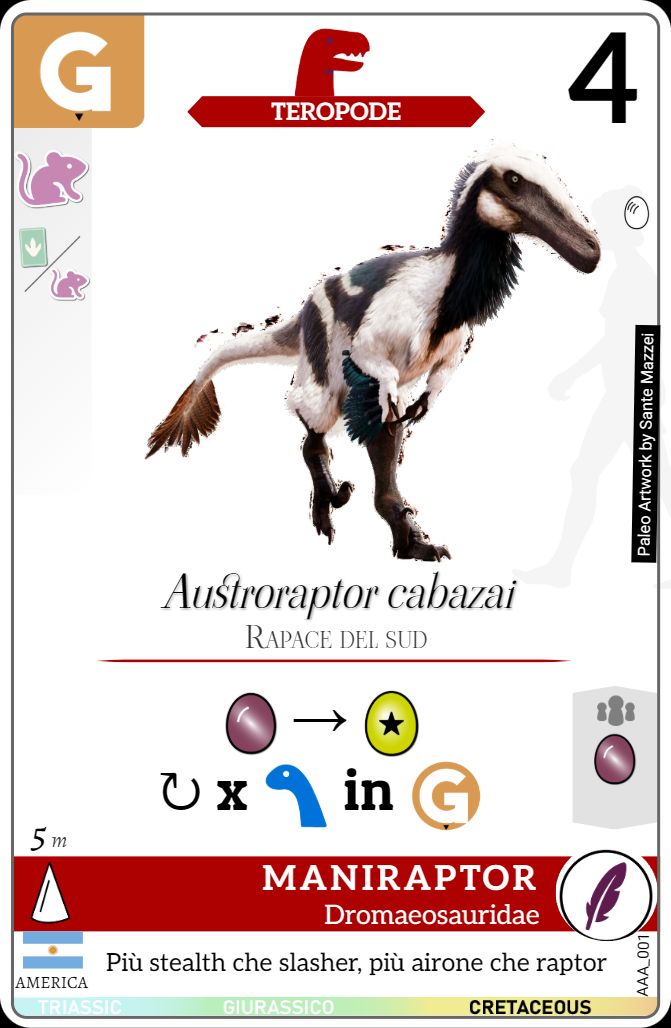 G
TEROPODE
4
Paleo Artwork by Sante Mazzei
Austroraptor cabazai
Rapace del sud
x in G
5 m
MANIRAPTOR
Dromaeosauridae
AMERICA
Più stealth che slasher, più airone che raptor
AAA_001
TRIASSIC GIURASSICO CRETACEOUS